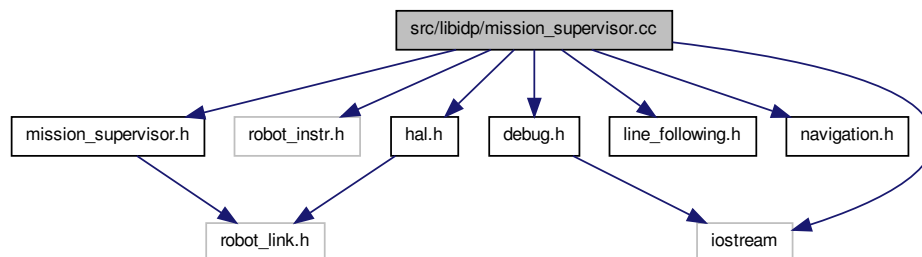 src/libidp/mission_supervisor.cc
mission_supervisor.h
robot_instr.h
hal.h
debug.h
line_following.h
navigation.h
robot_link.h
iostream